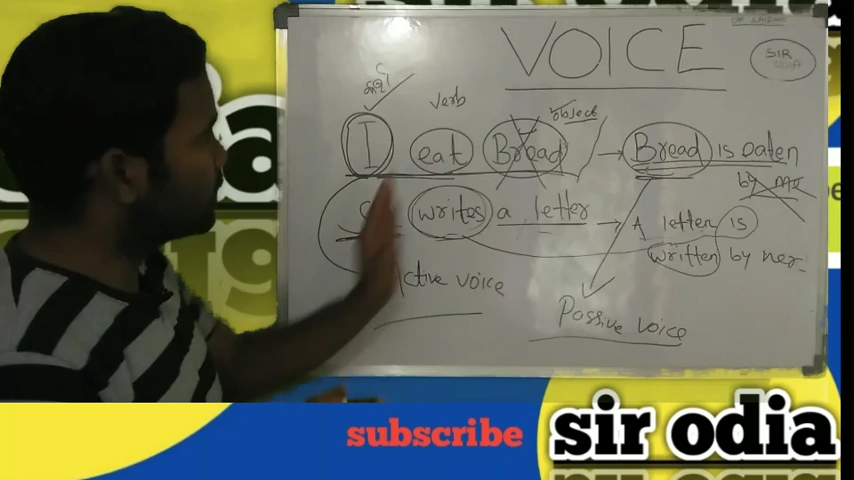 VOICE
SIR
ODIA
verb
object
I eat Bread → Bread is eaten
by me
writes a letter → A letter is
written by her
Active voice
Passive voice
subscribe
sir odia